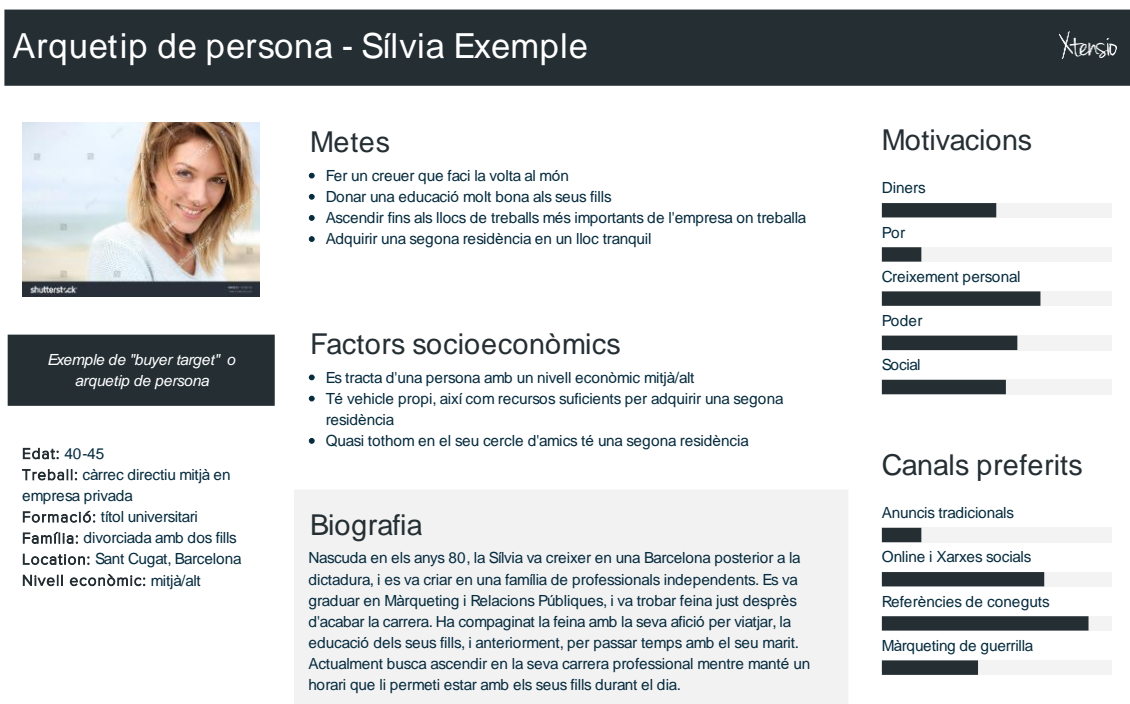 Arquetip de persona - Sílvia Exemple
Xtensio
shutterstock
Exemple de "buyer target" o
arquetip de persona
Edat: 40-45
Treball: càrrec directiu mitjà en
empresa privada
Formació: títol universitari
Família: divorciada amb dos fills
Location: Sant Cugat, Barcelona
Nivell econòmic: mitjà/alt
Metes
Fer un creuer que faci la volta al món
Donar una educació molt bona als seus fills
Ascendir fins als llocs de treballs més importants de l'empresa on treballa
Adquirir una segona residència en un lloc tranquil
Factors socioeconòmics
Es tracta d'una persona amb un nivell econòmic mitjà/alt
Té vehicle propi, així com recursos suficients per adquirir una segona
residència
Quasi tothom en el seu cercle d'amics té una segona residència
Biografia
Nascuda en els anys 80, la Sílvia va creixer en una Barcelona posterior a la
dictadura, i es va criar en una família de professionals independents. Es va
graduar en Màrqueting i Relacions Públiques, i va trobar feina just desprès
d'acabar la carrera. Ha compaginat la feina amb la seva afició per viatjar, la
educació dels seus fills, i anteriorment, per passar temps amb el seu marit.
Actualment busca ascendir en la seva carrera professional mentre manté un
horari que li permeti estar amb els seus fills durant el dia.
Motivacions
Diners
Por
Creixement personal
Poder
Social
Canals preferits
Anuncis tradicionals
Online i Xarxes socials
Referències de coneguts
Màrqueting de guerrilla